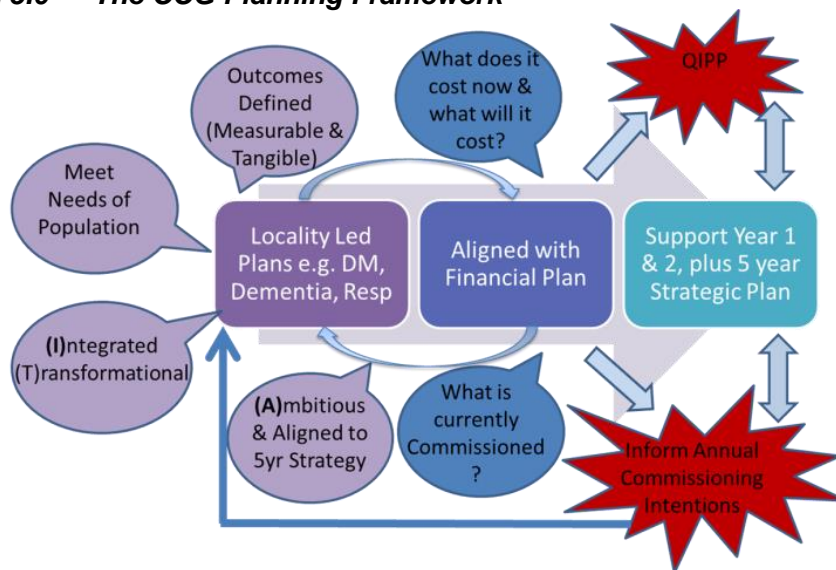 The CCG Planning Framework
Outcomes
Defined
(Measurable &
Tangible)
What does it
cost now &
what will it
cost?
QIPP
Meet
Needs of
Population
Locality Led
Plans e.g. DM,
Dementia, Resp
Aligned with
Financial Plan
Support Year 1
& 2, plus 5 year
Strategic Plan
(I)ntegrated
(T)ransformational
(A)mbitious
& Aligned to
5yr Strategy
What is
currently
Commissioned
?
Inform Annual
Commissioning
Intentions